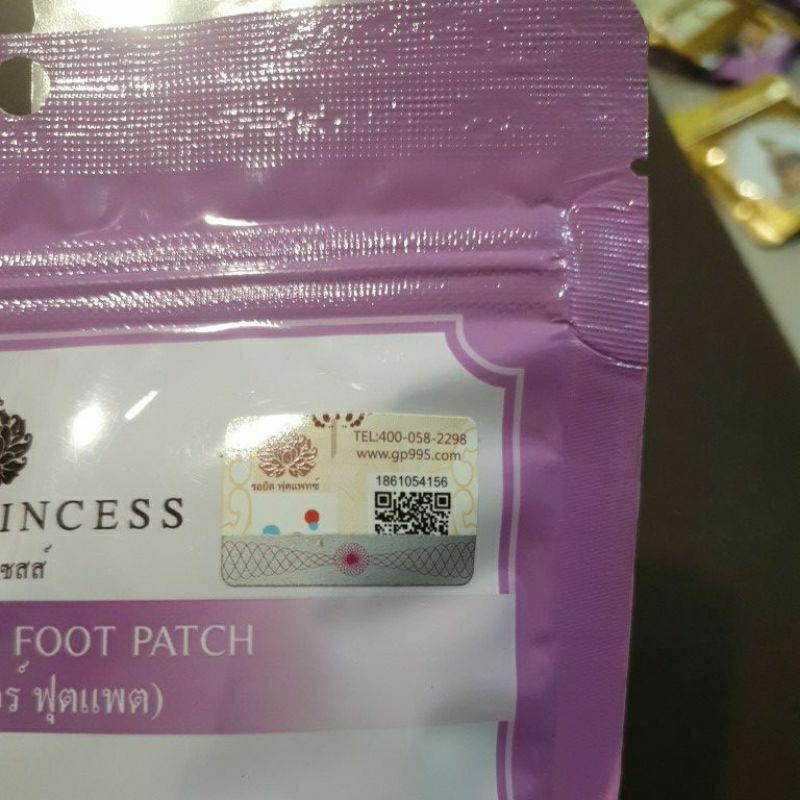 TEL:400-058-2298
www.gp995.com
รอยัล ฟุตแพทช์
1861054156
INCESS
ซสส์
FOOT PATCH
ร์ ฟุตแพต)